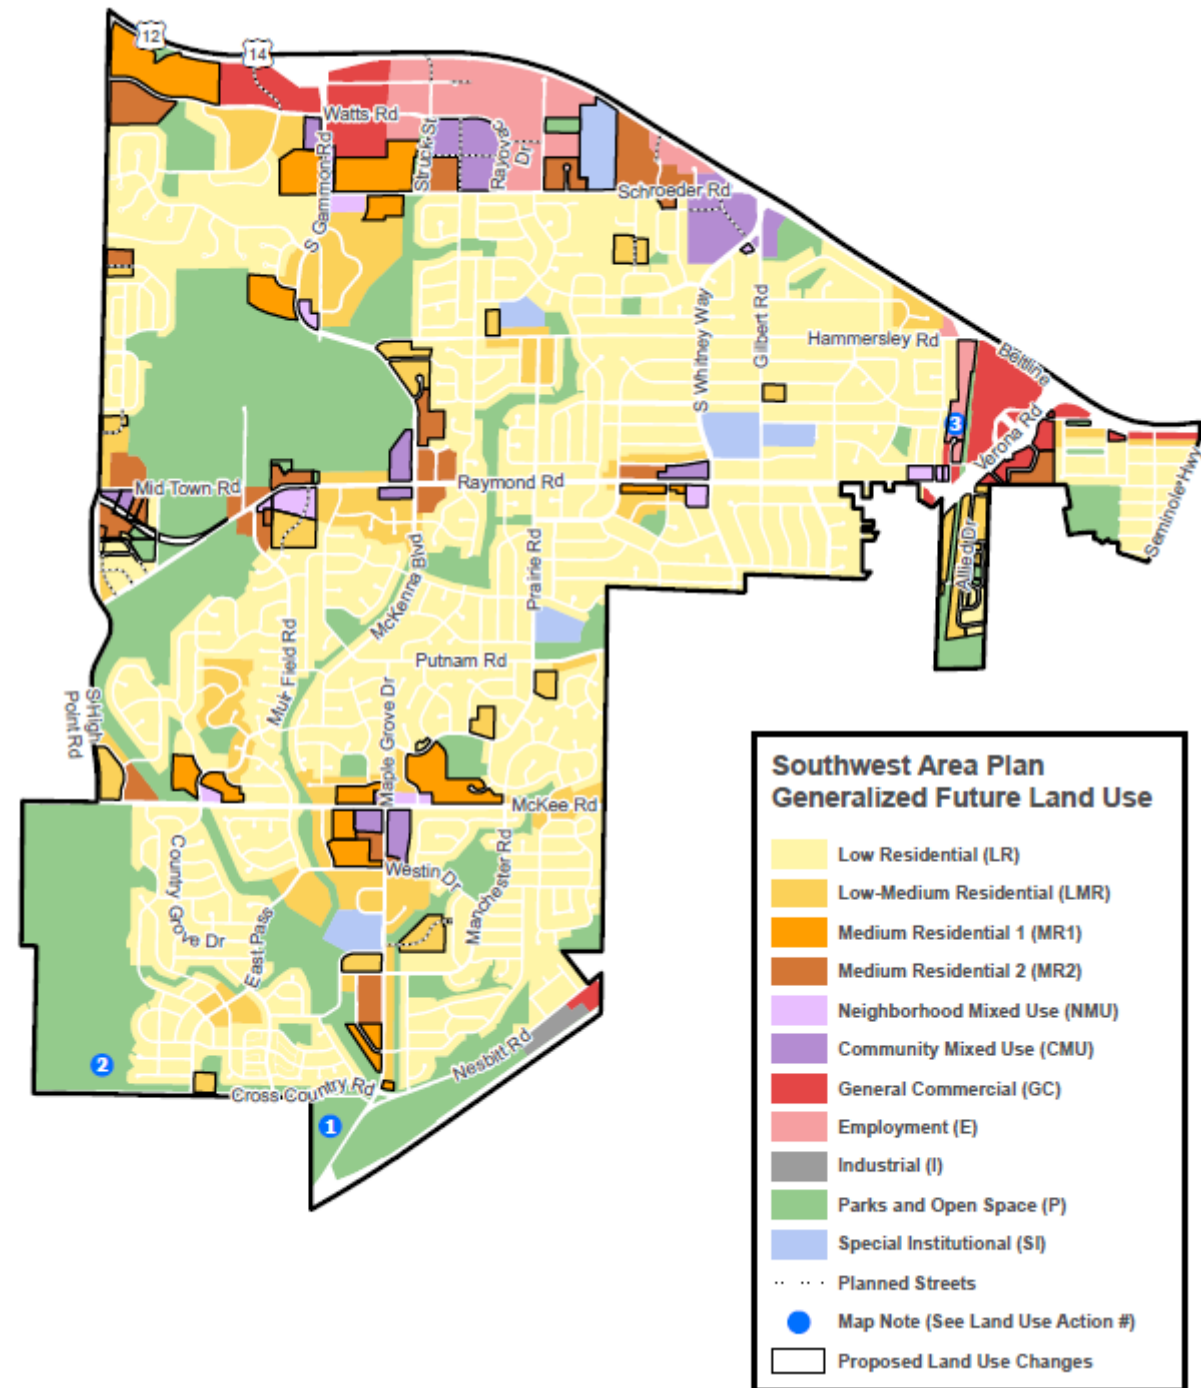 12
14
Watts Rd
S Gammon Rd
Struck St
Rayovac
Dr
Schroeder Rd
S Whitney Way
Gilbert Rd
Hammersley Rd
Beltline
3
Verona Rd
Mid Town Rd
Raymond Rd
Seminole Hwy
Allied Dr
Prairie Rd
McKenna Blvd
Muir Field Rd
Putnam Rd
S High
Point Rd
Maple Grove Dr
McKee Rd
Country
Grove Dr
Westin Dr
Manchester Rd
East Pass
Nesbitt Rd
2
Cross Country Rd
1
Southwest Area Plan
Generalized Future Land Use
Low Residential (LR)
Low-Medium Residential (LMR)
Medium Residential 1 (MR1)
Medium Residential 2 (MR2)
Neighborhood Mixed Use (NMU)
Community Mixed Use (CMU)
General Commercial (GC)
Employment (E)
Industrial (I)
Parks and Open Space (P)
Special Institutional (SI)
Planned Streets
Map Note (See Land Use Action #)
Proposed Land Use Changes